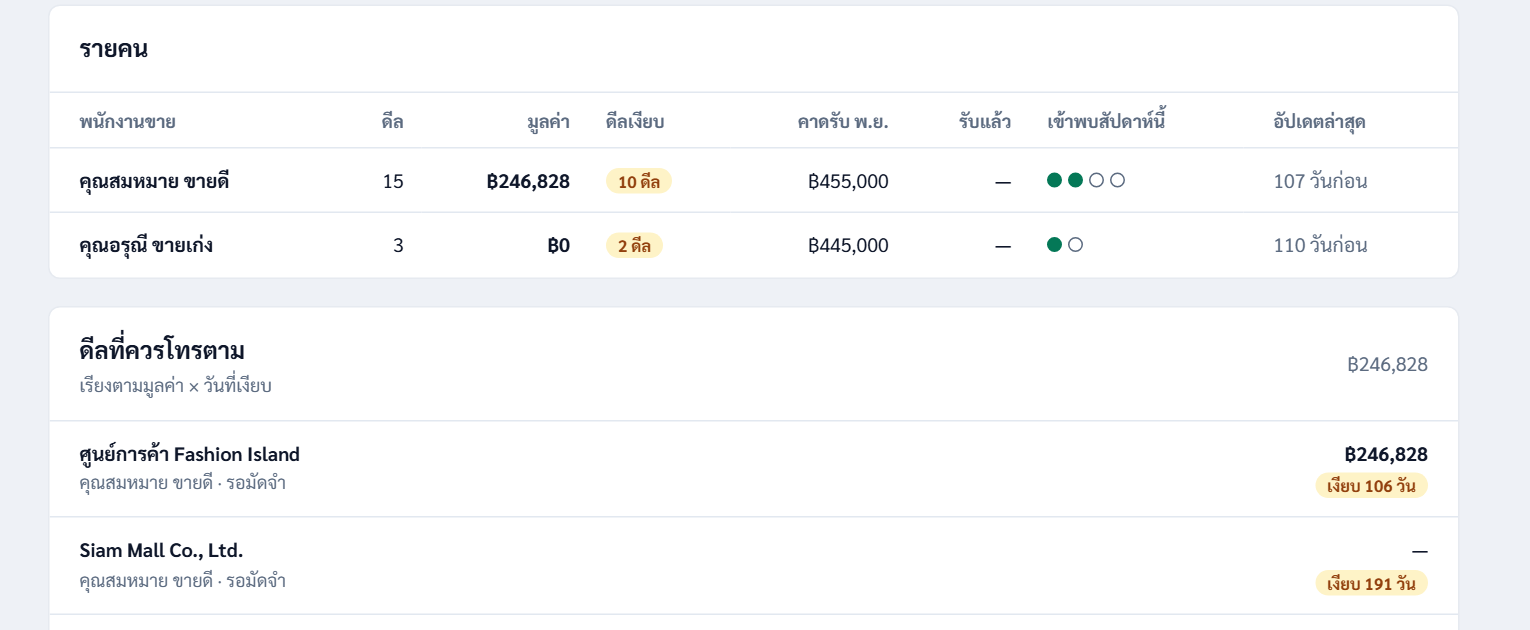 รายคน
พนักงานขาย ดีล มูลค่า ดีลเงียบ คาดรับ พ.ย. รับแล้ว เข้าพบสัปดาห์นี้ อัปเดตล่าสุด
คุณสมหมาย ขายดี 15 ฿246,828 10 ดีล ฿455,000 — 107 วันก่อน
คุณอรุณี ขายเก่ง 3 ฿0 2 ดีล ฿445,000 — 110 วันก่อน
ดีลที่ควรโทรตาม
฿246,828
เรียงตามมูลค่า × วันที่เงียบ
ศูนย์การค้า Fashion Island ฿246,828
คุณสมหมาย ขายดี · รอมัดจำ เงียบ 106 วัน
Siam Mall Co., Ltd. —
คุณสมหมาย ขายดี · รอมัดจำ เงียบ 191 วัน